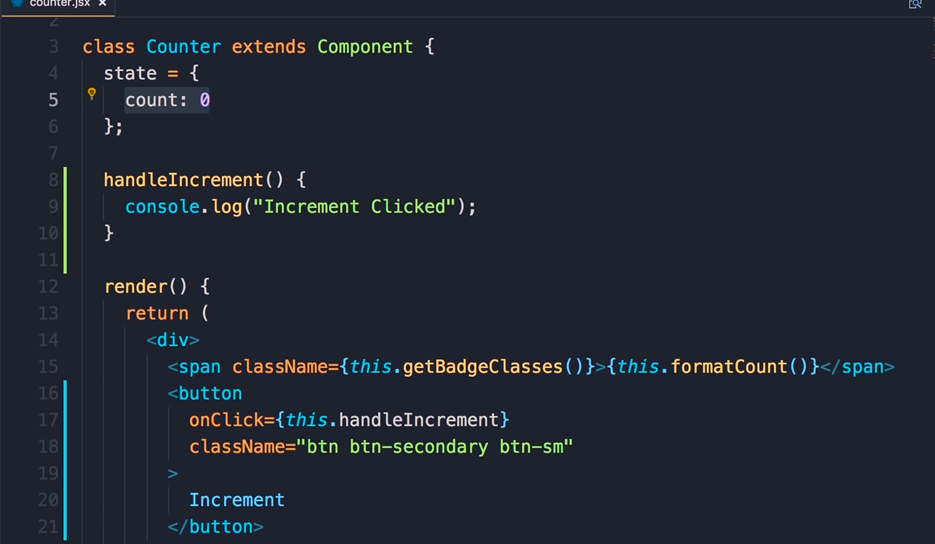 counter.jsx ×
2
3 class Counter extends Component {
4 state = {
5 count: 0
6 };
7
8 handleIncrement() {
9 console.log("Increment Clicked");
10 }
11
12 render() {
13 return (
14 <div>
15 <span className={this.getBadgeClasses()}>{this.formatCount()}</span>
16 <button
17 onClick={this.handleIncrement}
18 className="btn btn-secondary btn-sm"
19 >
20 Increment
21 </button>